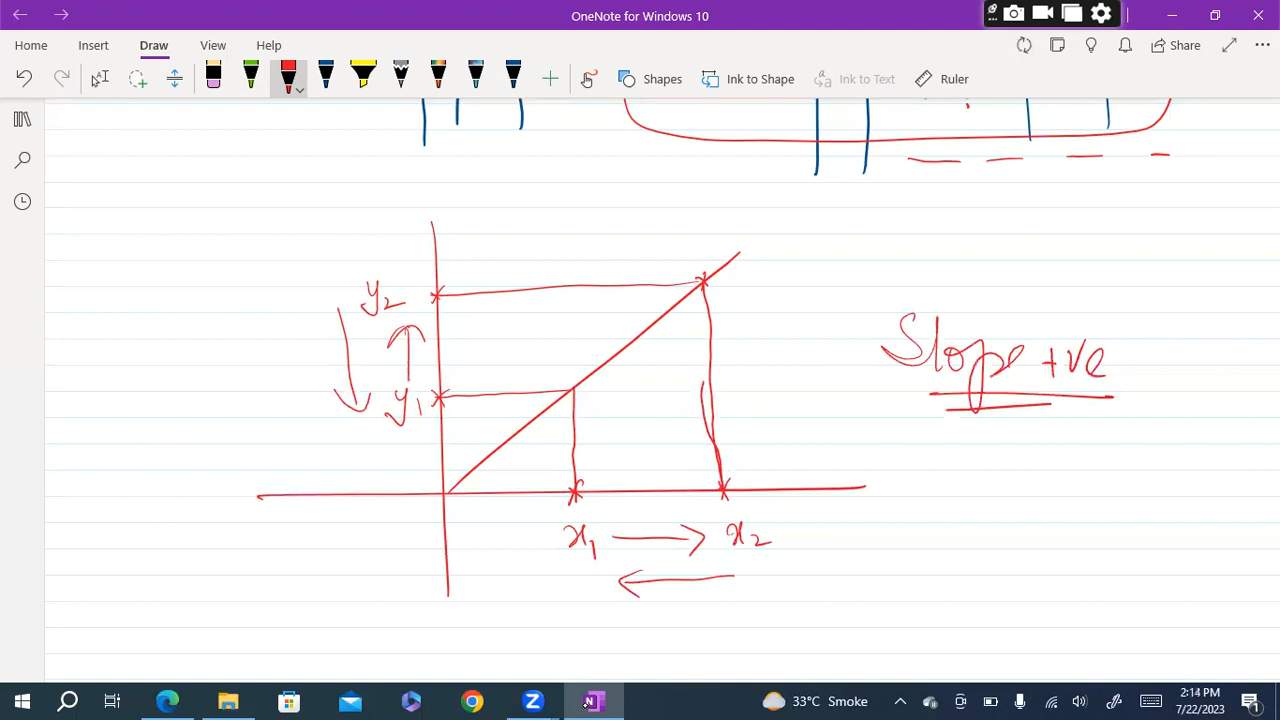 OneNote for Windows 10
Home Insert Draw View Help
Share
Shapes
Ink to Shape
Ink to Text
Ruler
y2
y1
Slope +ve
x1 x2
33°C Smoke
2:14 PM
7/22/2023
1